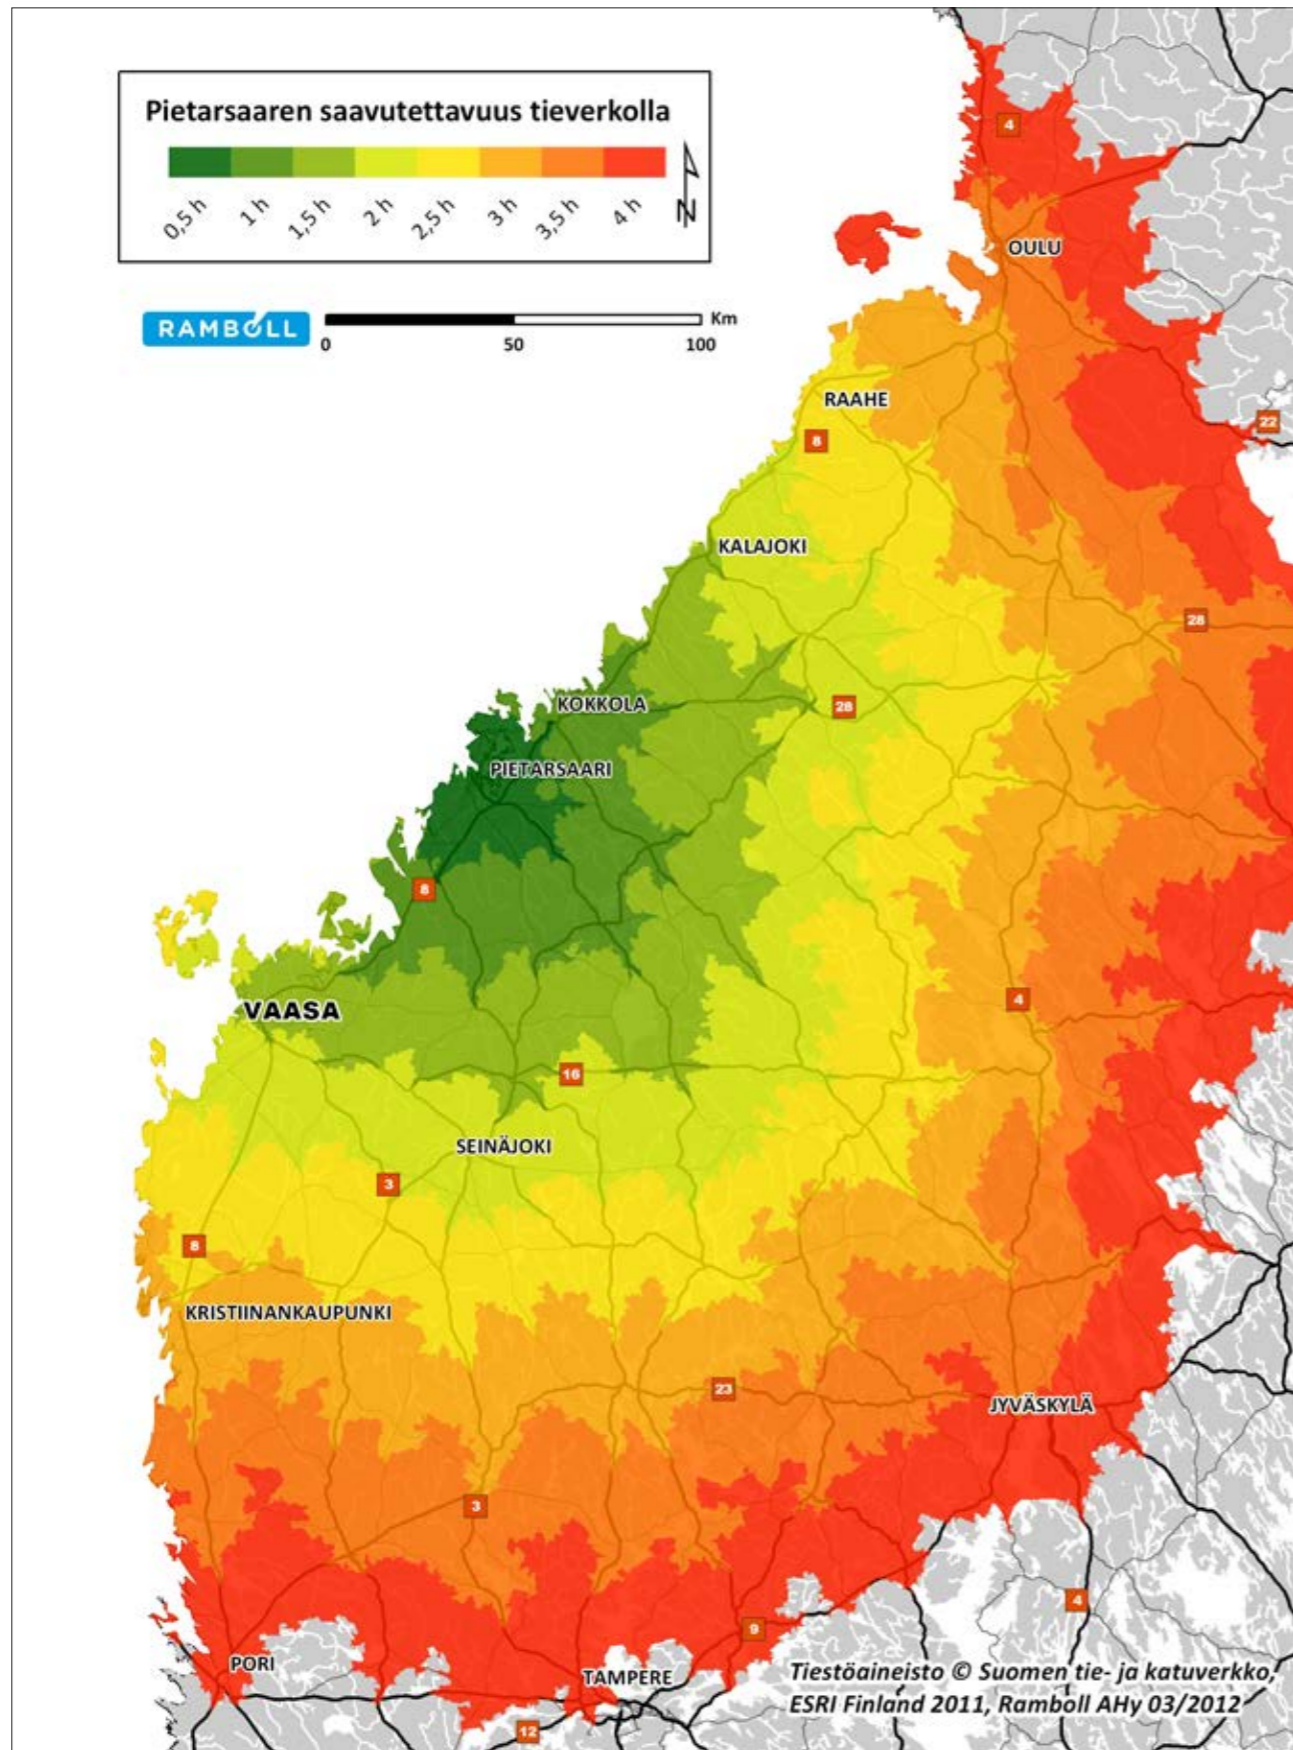 Pietarsaaren saavutettavuus tieverkolla
0,5 h
1 h
1,5 h
2 h
2,5 h
3 h
3,5 h
4 h
N
RAMBOLL
Km
0
50
100
4
OULU
RAAHE
22
8
KALAJOKI
28
KOKKOLA
28
PIETARSAARI
8
4
VAASA
16
SEINÄJOKI
3
8
KRISTIINANKAUPUNKI
23
JYVÄSKYLÄ
3
4
9
PORI
TAMPERE
12
Tiestöaineisto © Suomen tie- ja katuverkko,
ESRI Finland 2011, Ramboll AHy 03/2012